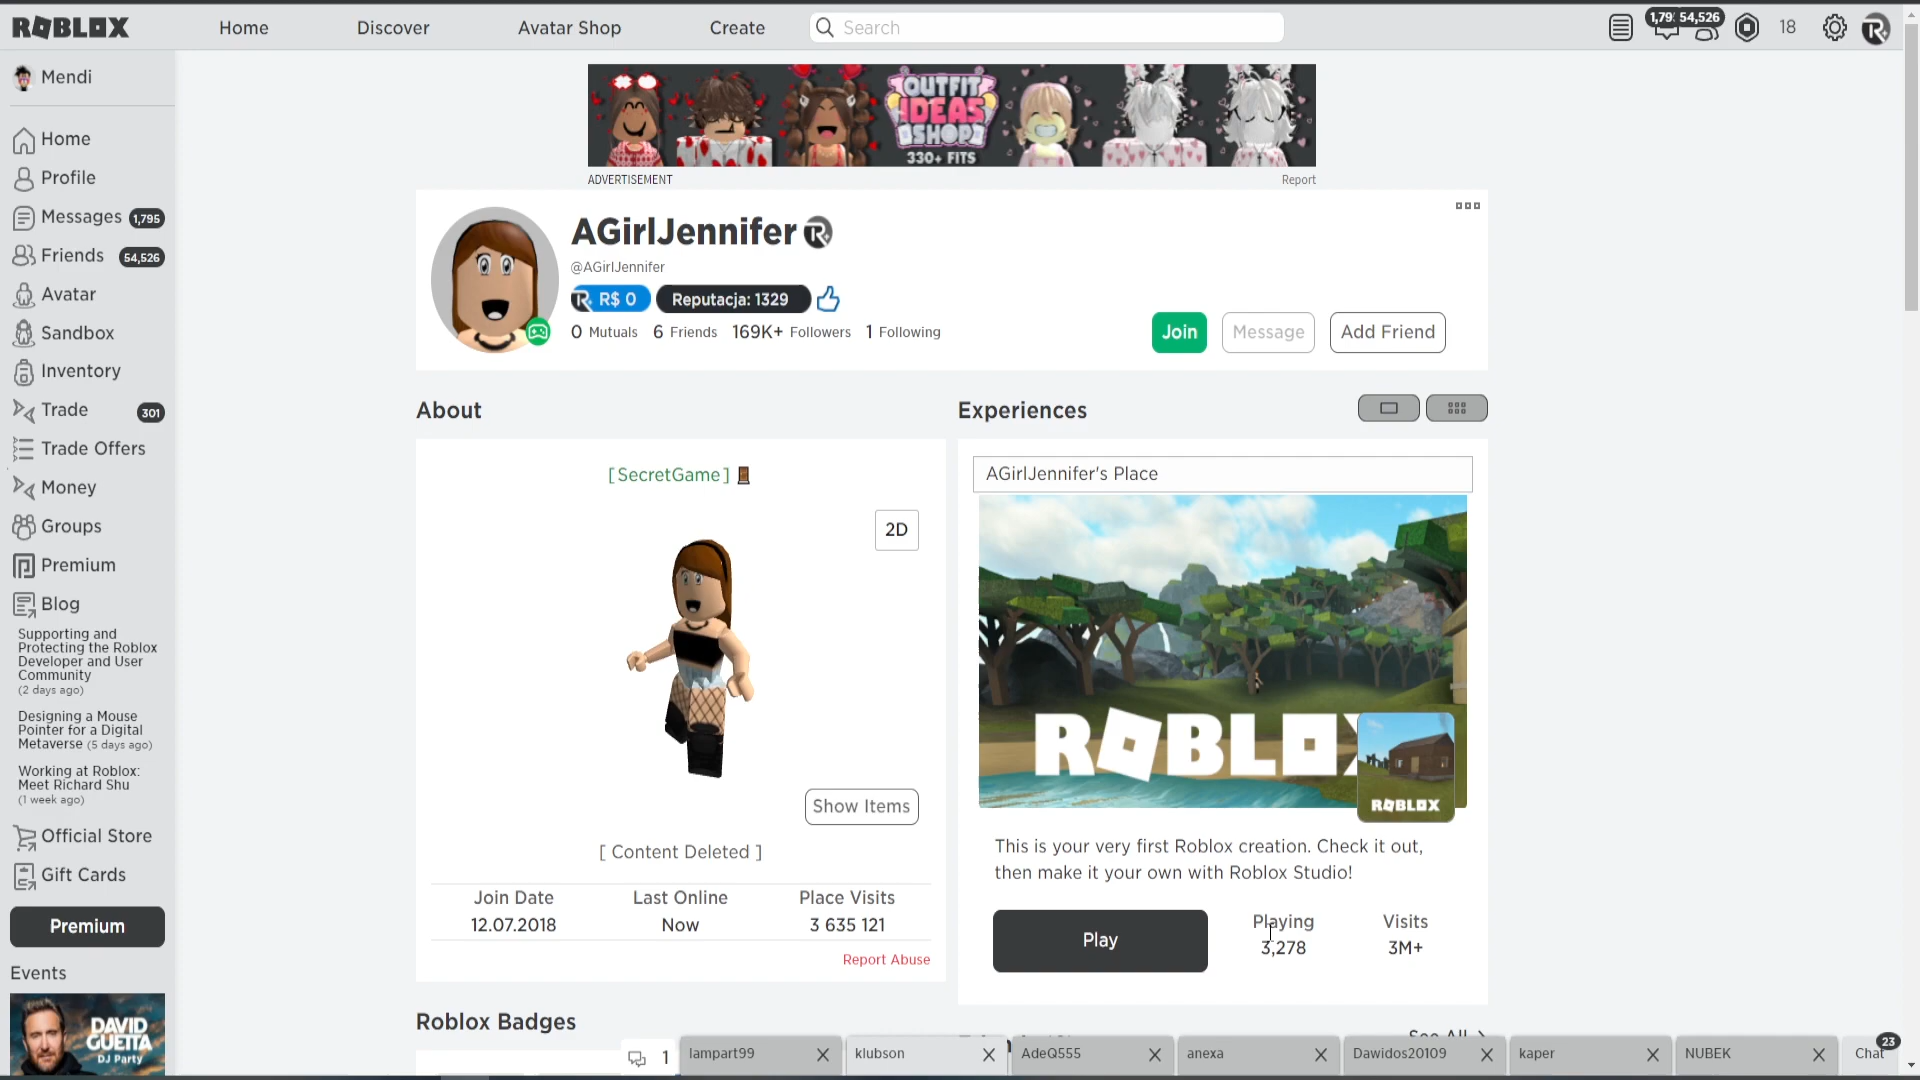 ROBLOX
Home
Discover
Avatar Shop
Create
Search
54,526
18
Mendi
Home
Profile
Messages 1,795
Friends 54,526
Avatar
Sandbox
Inventory
Trade 301
Trade Offers
Money
Groups
Premium
Blog
Supporting and
Protecting the Roblox
Developer and User
Community
(2 days ago)
Designing a Mouse
Pointer for a Digital
Metaverse (5 days ago)
Working at Roblox:
Meet Richard Shu
(1 week ago)
Official Store
Gift Cards
Premium
Events
DAVID
GUETTA
DJ Party
OUTFIT
IDEAS
SHOP
330+ FITS
ADVERTISEMENT
Report
AGirlJennifer
@AGirlJennifer
R$ 0
Reputacja: 1329
0 Mutuals 6 Friends 169K+ Followers 1 Following
Join
Message
Add Friend
About
[SecretGame]
2D
Show Items
[ Content Deleted ]
Join Date Last Online Place Visits
12.07.2018 Now 3 635 121
Report Abuse
Roblox Badges
Experiences
AGirlJennifer's Place
ROBLOX
ROBLOX
This is your very first Roblox creation. Check it out,
then make it your own with Roblox Studio!
Play
Playing Visits
3,278 3M+
See All
1
lampart99
klubson
AdeQ555
anexa
Dawidos20109
kaper
NUBEK
Chat 23